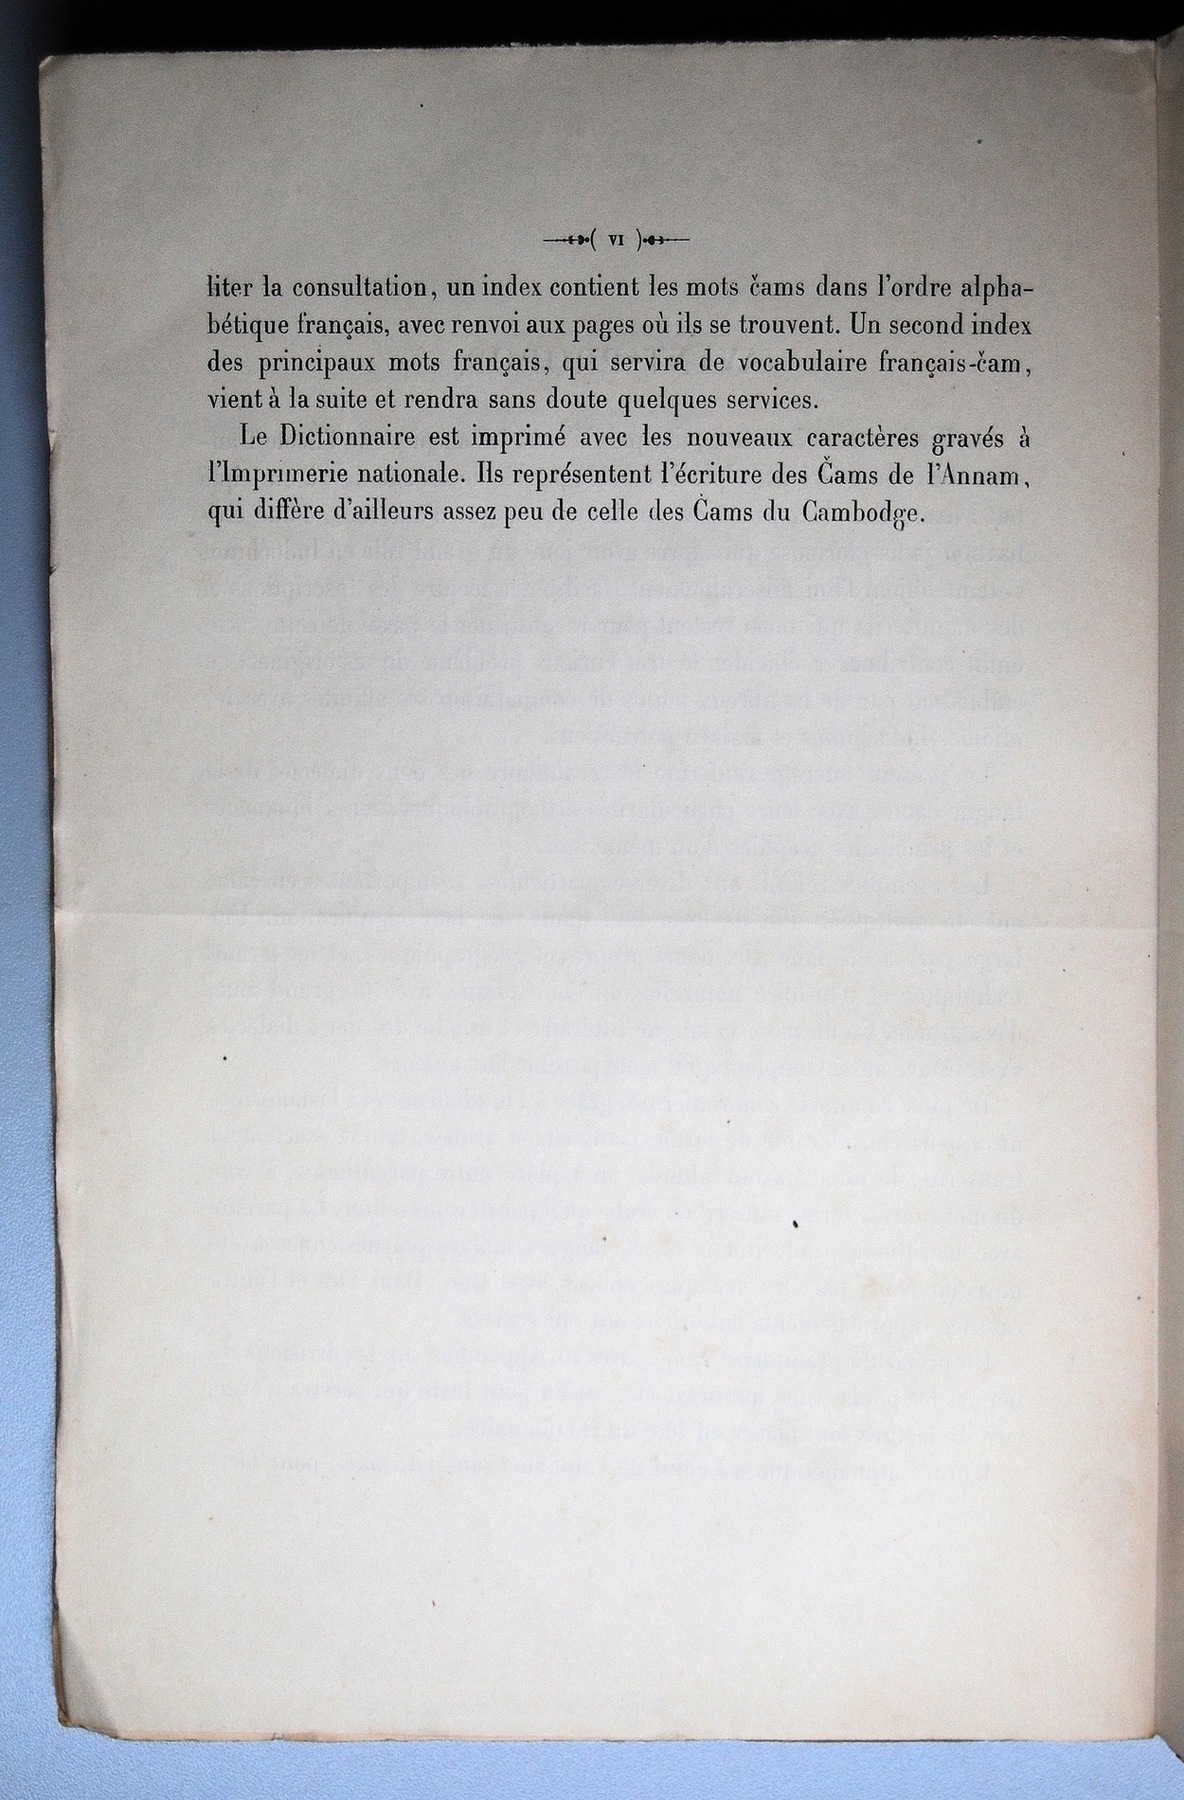 ( VI )
liter la consultation, un index contient les mots čams dans l'ordre alpha-
bétique français, avec renvoi aux pages où ils se trouvent. Un second index
des principaux mots français, qui servira de vocabulaire français-čam,
vient à la suite et rendra sans doute quelques services.
Le Dictionnaire est imprimé avec les nouveaux caractères gravés à
l'Imprimerie nationale. Ils représentent l'écriture des Čams de l'Annam,
qui diffère d'ailleurs assez peu de celle des Čams du Cambodge.